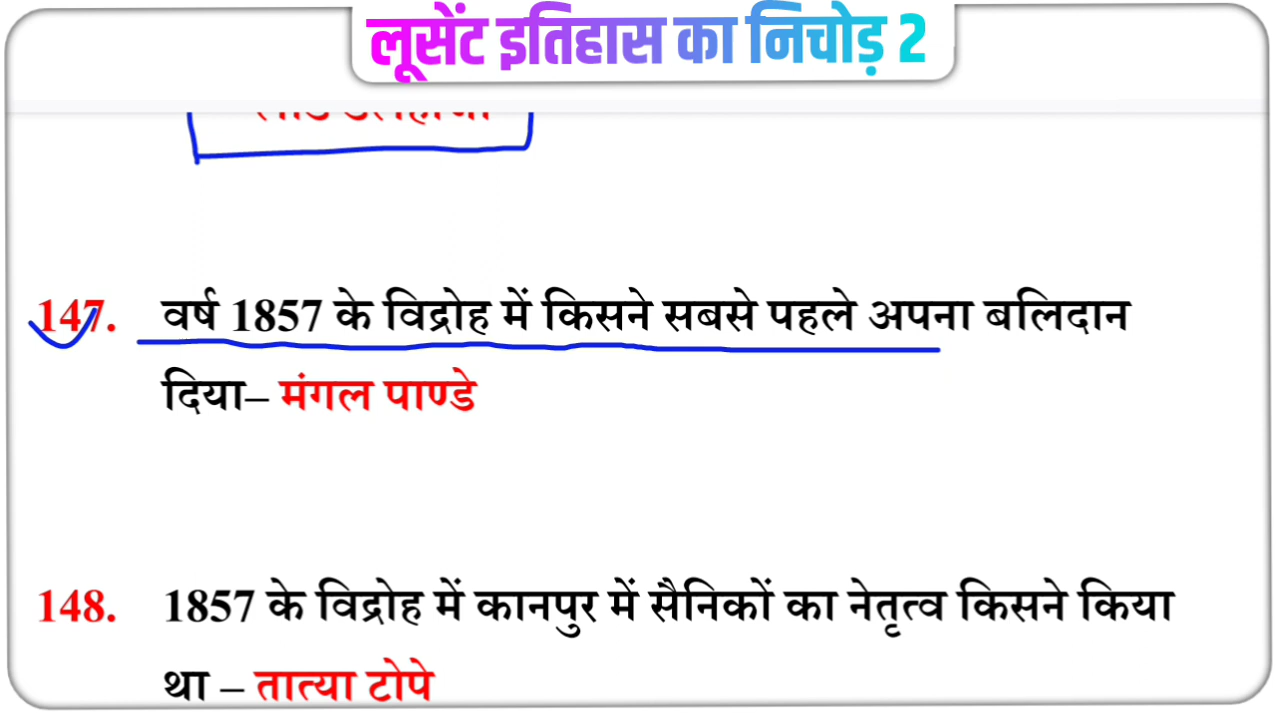 लूसेंट इतिहास का निचोड़ 2
147. वर्ष 1857 के विद्रोह में किसने सबसे पहले अपना बलिदान
दिया– मंगल पाण्डे
148. 1857 के विद्रोह में कानपुर में सैनिकों का नेतृत्व किसने किया
था – तात्या टोपे